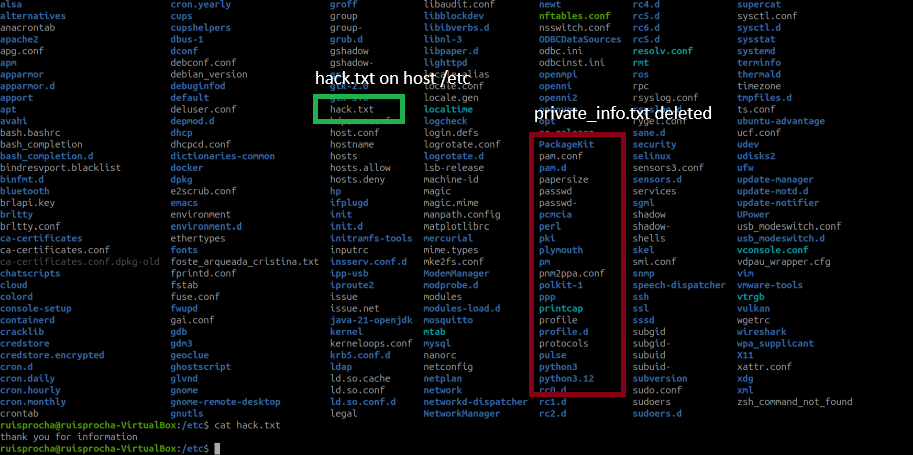 alsa cron.yearly groff libaudit.conf newt rc4.d supercat
alternatives cups group libblockdev nftables.conf rc5.d sysctl.conf
anacrontab cupshelpers group- libibverbs.d nsswitch.conf rc6.d sysctl.d
apache2 dbus-1 grub.d libnl-3 ODBCDataSources rcS.d sysstat
apg.conf dconf gshadow libpaper.d odbc.ini resolv.conf systemd
apm debconf.conf gshadow- lighttpd odbcinst.ini rmt terminfo
hack.txt on host /etc
apparmor debian_version locale.alias openmpi ros thermald
apparmor.d debuginfod gtk-2.0 locale.conf openni rpc timezone
apport default locale.gen openni2 rsyslog.conf tmpfiles.d
apt deluser.conf hack.txt localtime ts.conf
private_info.txt deleted
avahi depmod.d logcheck rygel.conf ubuntu-advantage
bash.bashrc dhcp host.conf login.defs sane.d ucf.conf
bash_completion dhcpcd.conf hostname logrotate.conf PackageKit security udev
bash_completion.d dictionaries-common hosts logrotate.d pam.conf selinux udisks2
bindresvport.blacklist docker hosts.allow lsb-release pam.d sensors3.conf ufw
binfmt.d dpkg hosts.deny machine-id papersize sensors.d update-manager
bluetooth e2scrub.conf hp magic passwd services update-motd.d
brlapi.key emacs ifplugd magic.mime passwd- sgml update-notifier
brltty environment init manpath.config pcmcia shadow UPower
brltty.conf environment.d init.d matplotlibrc perl shadow- usb_modeswitch.conf
ca-certificates ethertypes intramfs-tools mercurial pki shells usb_modeswitch.d
ca-certificates.conf fonts inputrc mime.types plymouth skel vconsole.conf
ca-certificates.conf.dpkg-old foste_arqueada_cristina.txt insserv.conf.d mke2fs.conf pm smi.conf vdpau_wrapper.cfg
chatscripts fprintd.conf ipp-usb ModemManager pnm2ppa.conf snmp vim
cloud fstab iproute2 modprobe.d polkit-1 speech-dispatcher vmware-tools
colord fuse.conf issue modules ppp ssh vtrgb
console-setup fwupd issue.net modules-load.d printcap ssl vulkan
containerd gai.conf java-21-openjdk mosquitto profile sssd wgetrc
cracklib gdb kernel mtab profile.d subgid wireshark
credstore gdm3 kerneloops.conf mysql protocols subgid- wpa_supplicant
credstore.encrypted geoclue krb5.conf.d nanorc pulse subuid X11
cron.d ghostscript ldap netconfig python3 subuid- xattr.conf
cron.daily glvnd ld.so.cache netplan python3.12 subversion xdg
cron.hourly gnome ld.so.conf network rc0.d sudo.conf xml
cron.monthly gnome-remote-desktop ld.so.conf.d networkd-dispatcher rc1.d sudoers zsh_command_not_found
crontab gnutls legal NetworkManager rc2.d sudoers.d
ruisprocha@ruisprocha-VirtualBox:/etc$ cat hack.txt
thank you for information
ruisprocha@ruisprocha-VirtualBox:/etc$